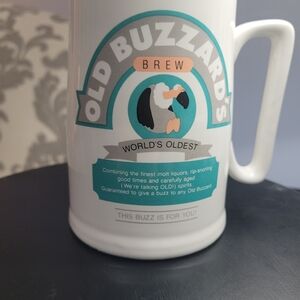 OLD BUZZARD'S
BREW
WORLD'S OLDEST
Combining the finest malt liquors, rip-snorting
good times and carefully aged
(We're talking OLD!) spirits.
Guaranteed to give a buzz to any Old Buzzard.
THIS BUZZ IS FOR YOU!